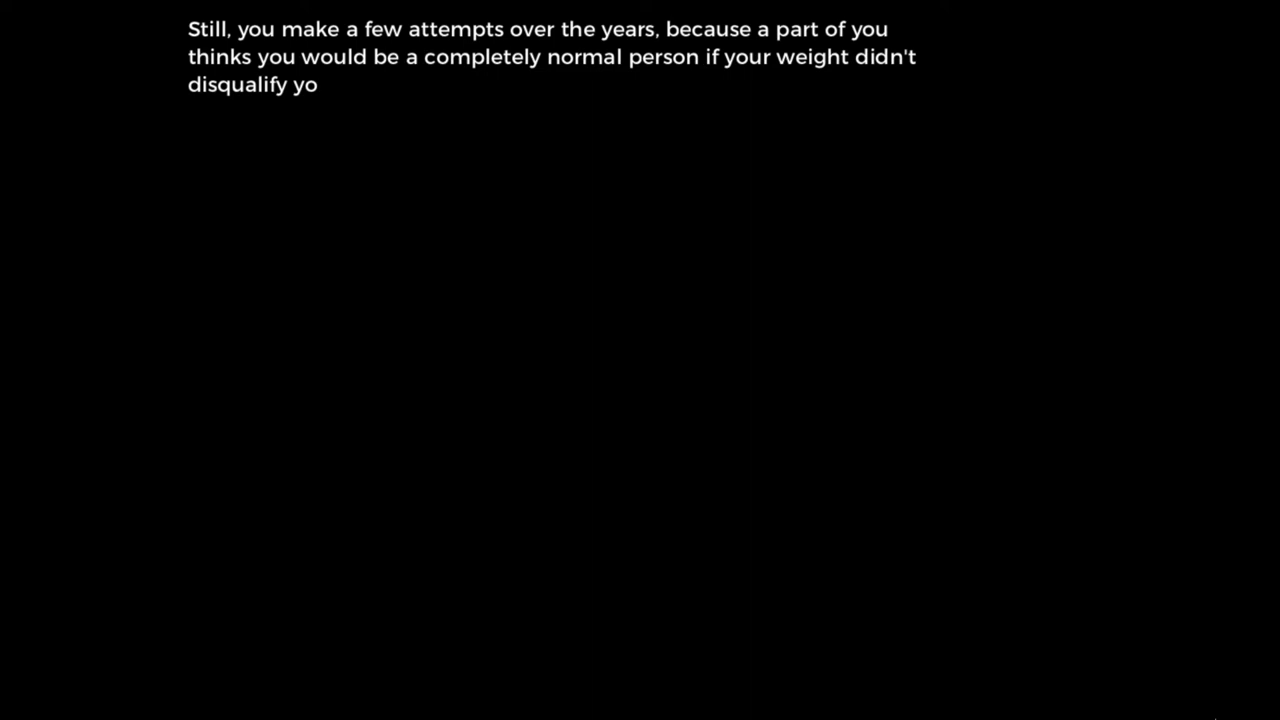 Still, you make a few attempts over the years, because a part of you
thinks you would be a completely normal person if your weight didn't
disqualify yo